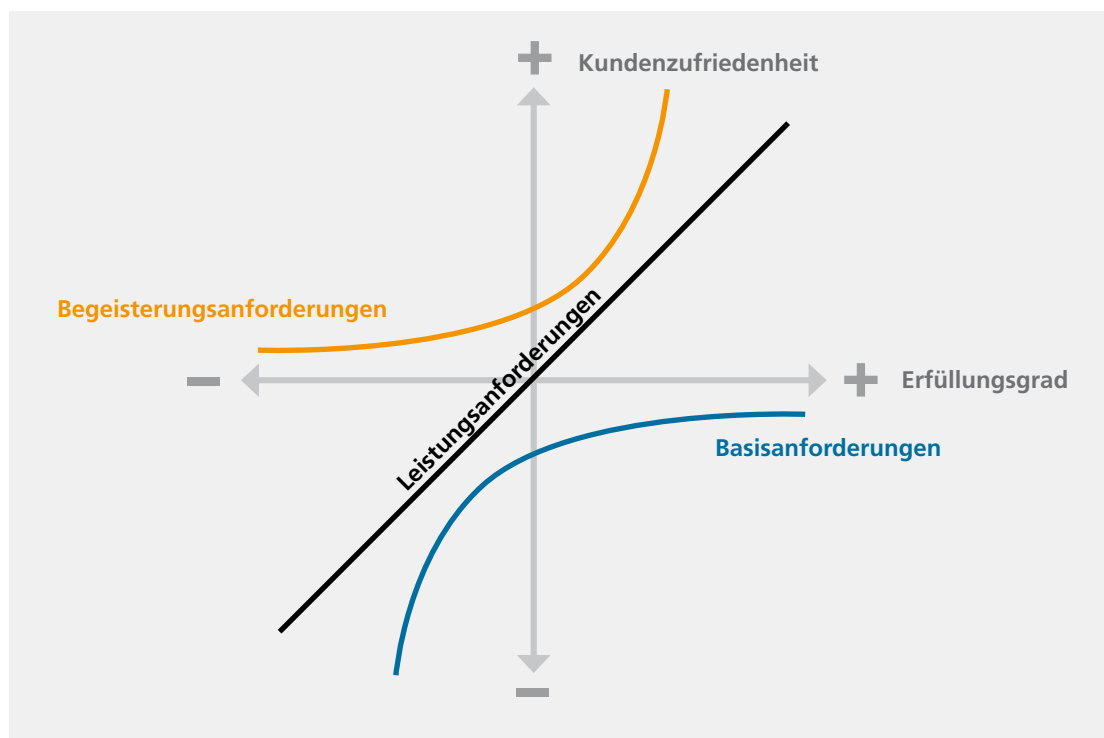 + Kundenzufriedenheit
Begeisterungsanforderungen
Leistungsanforderungen
− + Erfüllungsgrad
Basisanforderungen
−